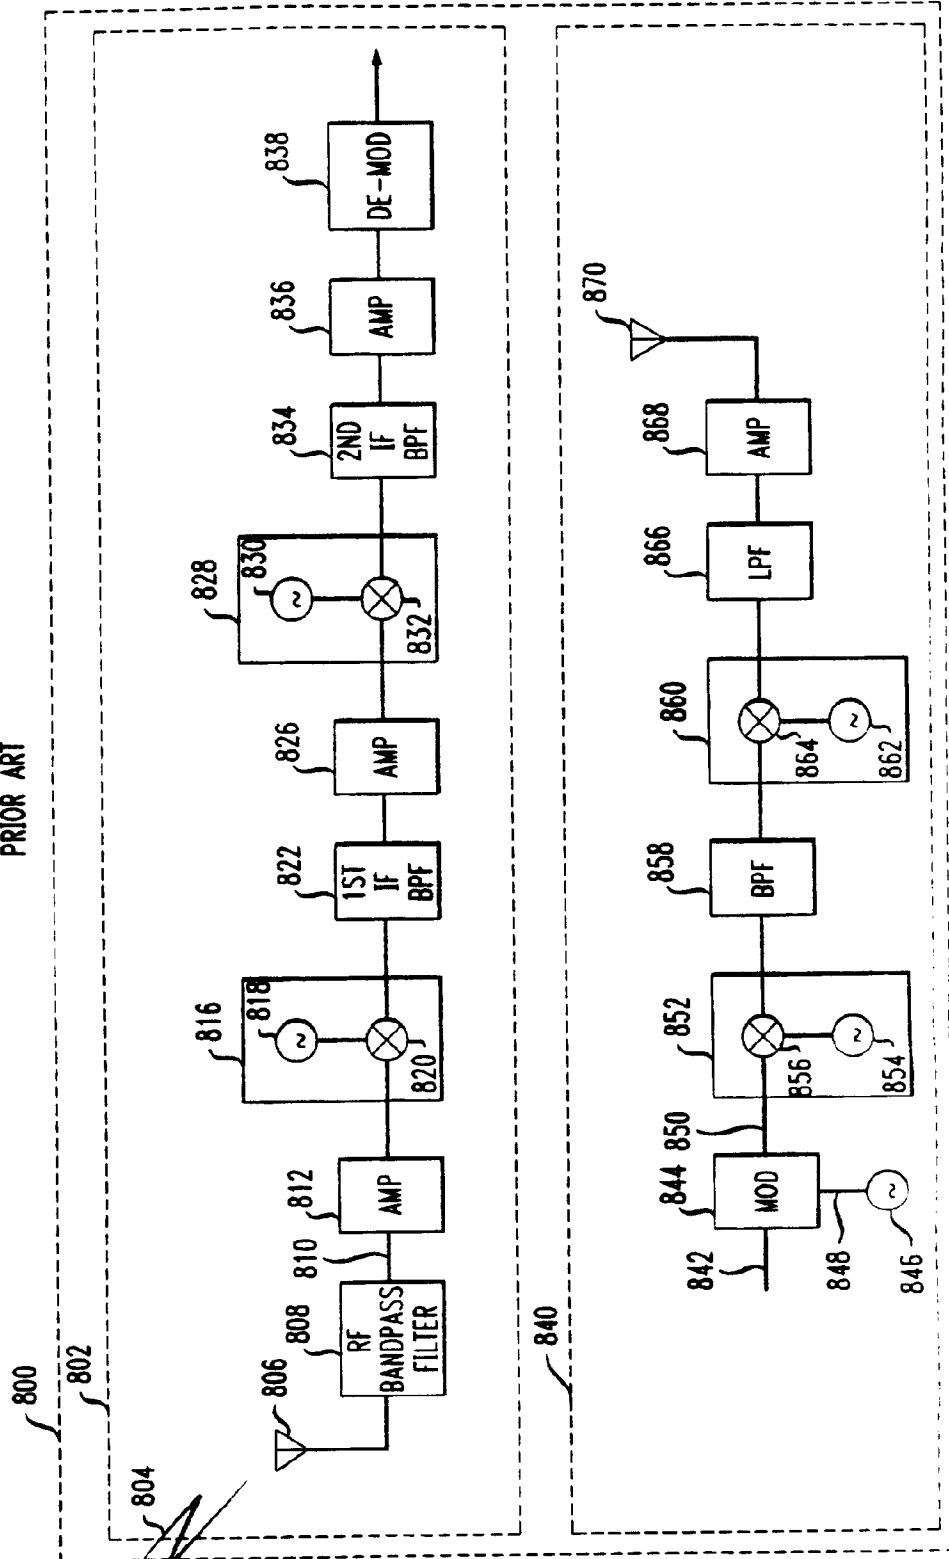 PRIOR ART
800
802
804
806
808
RF
BANDPASS
FILTER
810
812
AMP
816
818
820
822
1ST
IF
BPF
826
AMP
828
830
832
834
2ND
IF
BPF
836
AMP
838
DE-MOD
840
842
844
MOD
846
848
850
852
854
856
858
BPF
860
862
864
866
LPF
868
AMP
870